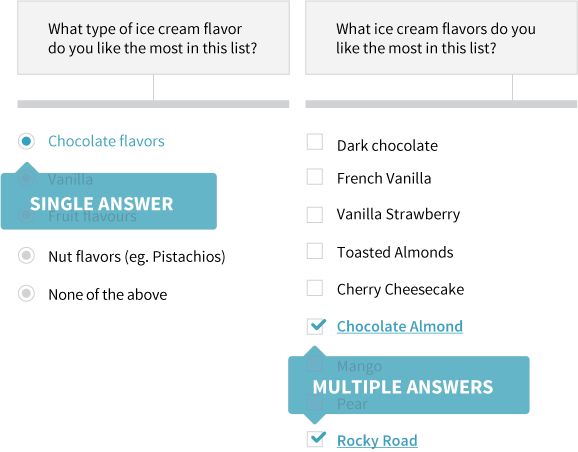 What type of ice cream flavor
do you like the most in this list?
Chocolate flavors
Vanilla
SINGLE ANSWER
Fruit flavours
Nut flavors (eg. Pistachios)
None of the above
What ice cream flavors do you
like the most in this list?
Dark chocolate
French Vanilla
Vanilla Strawberry
Toasted Almonds
Cherry Cheesecake
Chocolate Almond
Mango
MULTIPLE ANSWERS
Pear
Rocky Road